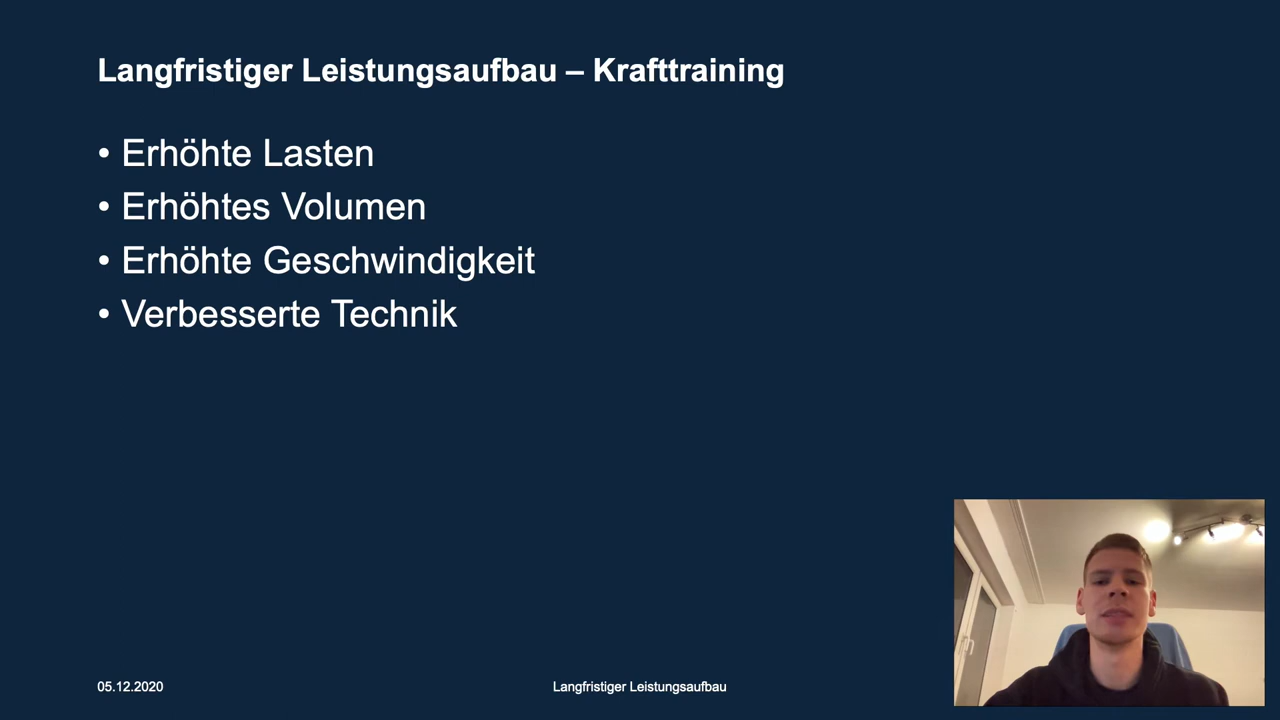 Langfristiger Leistungsaufbau – Krafttraining
• Erhöhte Lasten
• Erhöhtes Volumen
• Erhöhte Geschwindigkeit
• Verbesserte Technik
05.12.2020
Langfristiger Leistungsaufbau